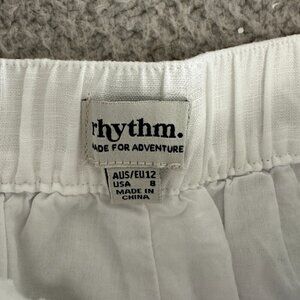 rhythm.
MADE FOR ADVENTURE
AUS/EU12
USA 8
MADE IN
CHINA